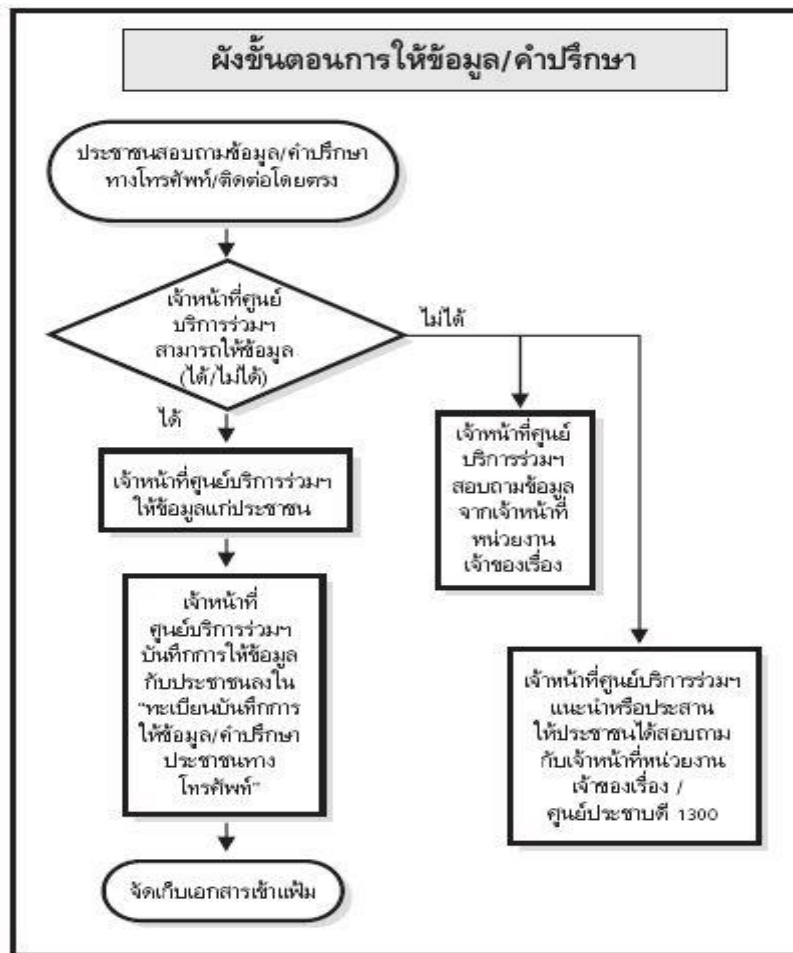 ผังขั้นตอนการให้ข้อมูล/คำปรึกษา
ประชาชนสอบถามข้อมูล/คำปรึกษา
ทางโทรศัพท์/ติดต่อโดยตรง
เจ้าหน้าที่ศูนย์
บริการร่วมฯ
สามารถให้ข้อมูล
(ได้/ไม่ได้)
ไม่ได้
ได้
เจ้าหน้าที่ศูนย์บริการร่วมฯ
ให้ข้อมูลแก่ประชาชน
เจ้าหน้าที่ศูนย์
บริการร่วมฯ
สอบถามข้อมูล
จากเจ้าหน้าที่
หน่วยงาน
เจ้าของเรื่อง
เจ้าหน้าที่
ศูนย์บริการร่วมฯ
บันทึกการให้ข้อมูล
กับประชาชนลงใน
"ทะเบียนบันทึกการ
ให้ข้อมูล/คำปรึกษา
ประชาชนทาง
โทรศัพท์"
เจ้าหน้าที่ศูนย์บริการร่วมฯ
แนะนำหรือประสาน
ให้ประชาชนได้สอบถาม
กับเจ้าหน้าที่หน่วยงาน
เจ้าของเรื่อง /
ศูนย์ประชาบดี 1300
จัดเก็บเอกสารเข้าแฟ้ม